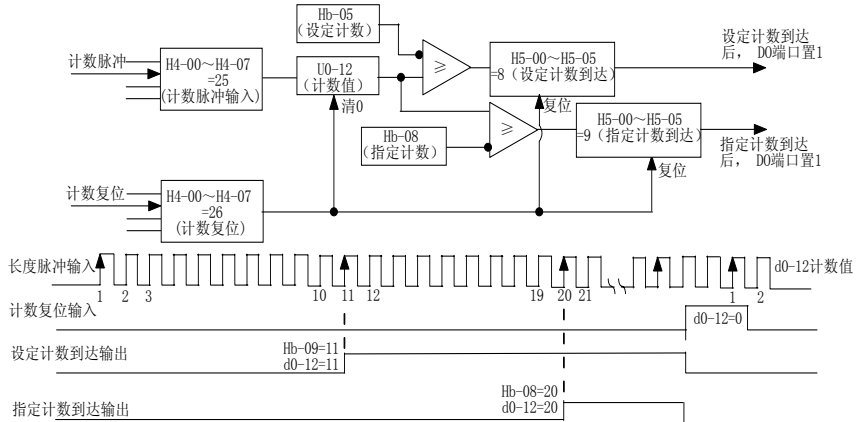 Hb-05
（设定计数）
设定计数到达
后， DO端口置1
计数脉冲
H4-00～H4-07
=25
(计数脉冲输入)
U0-12
（计数值）
≥
H5-00～H5-05
=8（设定计数到达）
清0
复位
Hb-08
（指定计数）
≥
H5-00～H5-05
=9（指定计数到达）
指定计数到达
后， DO端口置1
复位
计数复位
H4-00～H4-07
=26
(计数复位)
长度脉冲输入
d0-12计数值
1 2 3 10 11 12 19 20 21 1 2
计数复位输入
d0-12=0
设定计数到达输出
Hb-09=11
d0-12=11
指定计数到达输出
Hb-08=20
d0-12=20